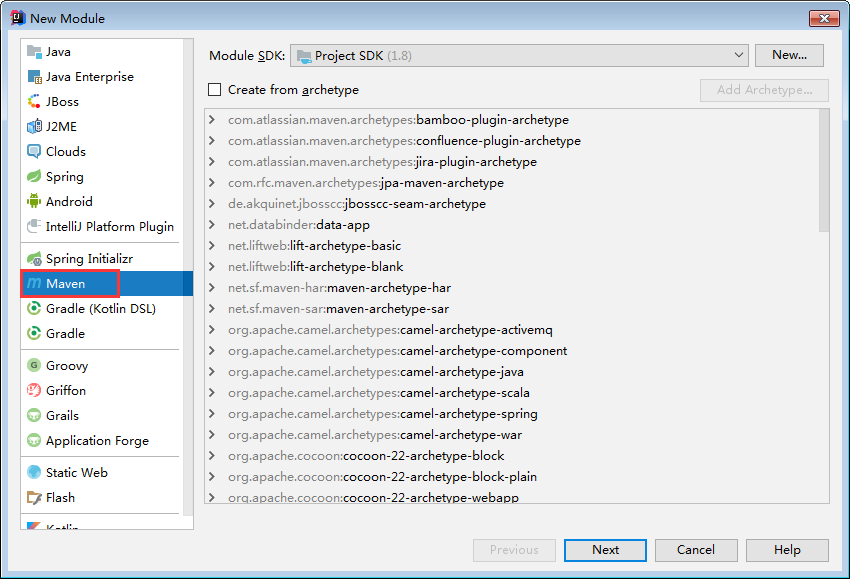 New Module
Java
Java Enterprise
JBoss
J2ME
Clouds
Spring
Android
IntelliJ Platform Plugin
Spring Initializr
Maven
Gradle (Kotlin DSL)
Gradle
Groovy
Griffon
Grails
Application Forge
Static Web
Flash
Kotlin
Module SDK: Project SDK (1.8) New...
Create from archetype Add Archetype...
com.atlassian.maven.archetypes:bamboo-plugin-archetype
com.atlassian.maven.archetypes:confluence-plugin-archetype
com.atlassian.maven.archetypes:jira-plugin-archetype
com.rfc.maven.archetypes:jpa-maven-archetype
de.akquinet.jbosscc:jbosscc-seam-archetype
net.databinder:data-app
net.liftweb:lift-archetype-basic
net.liftweb:lift-archetype-blank
net.sf.maven-har:maven-archetype-har
net.sf.maven-sar:maven-archetype-sar
org.apache.camel.archetypes:camel-archetype-activemq
org.apache.camel.archetypes:camel-archetype-component
org.apache.camel.archetypes:camel-archetype-java
org.apache.camel.archetypes:camel-archetype-scala
org.apache.camel.archetypes:camel-archetype-spring
org.apache.camel.archetypes:camel-archetype-war
org.apache.cocoon:cocoon-22-archetype-block
org.apache.cocoon:cocoon-22-archetype-block-plain
org.apache.cocoon:cocoon-22-archetype-webapp
Previous Next Cancel Help